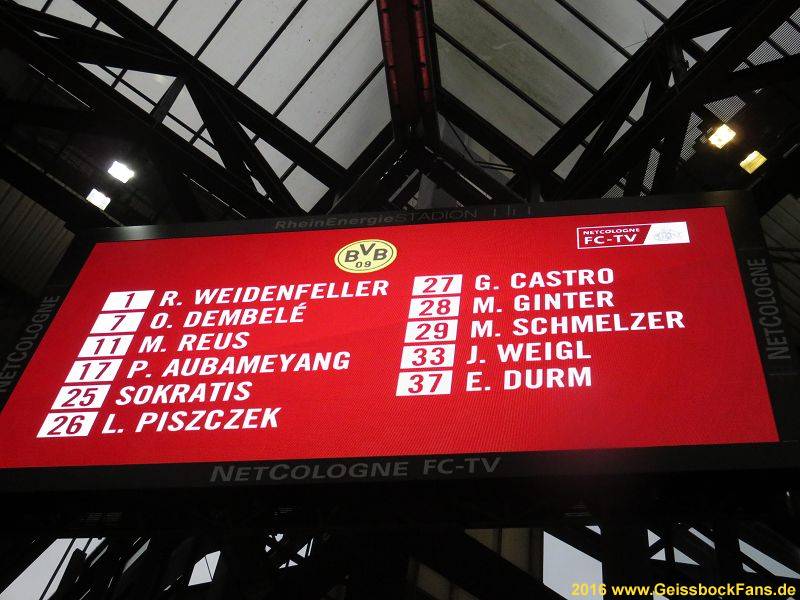 RheinEnergieSTADION
BVB
09
NETCOLOGNE
FC-TV
1 R. WEIDENFELLER
7 O. DEMBELÉ
11 M. REUS
17 P. AUBAMEYANG
25 SOKRATIS
26 L. PISZCZEK
27 G. CASTRO
28 M. GINTER
29 M. SCHMELZER
33 J. WEIGL
37 E. DURM
NETCOLOGNE
NETCOLOGNE
NETCOLOGNE FC-TV
2016 www.GeissbockFans.de